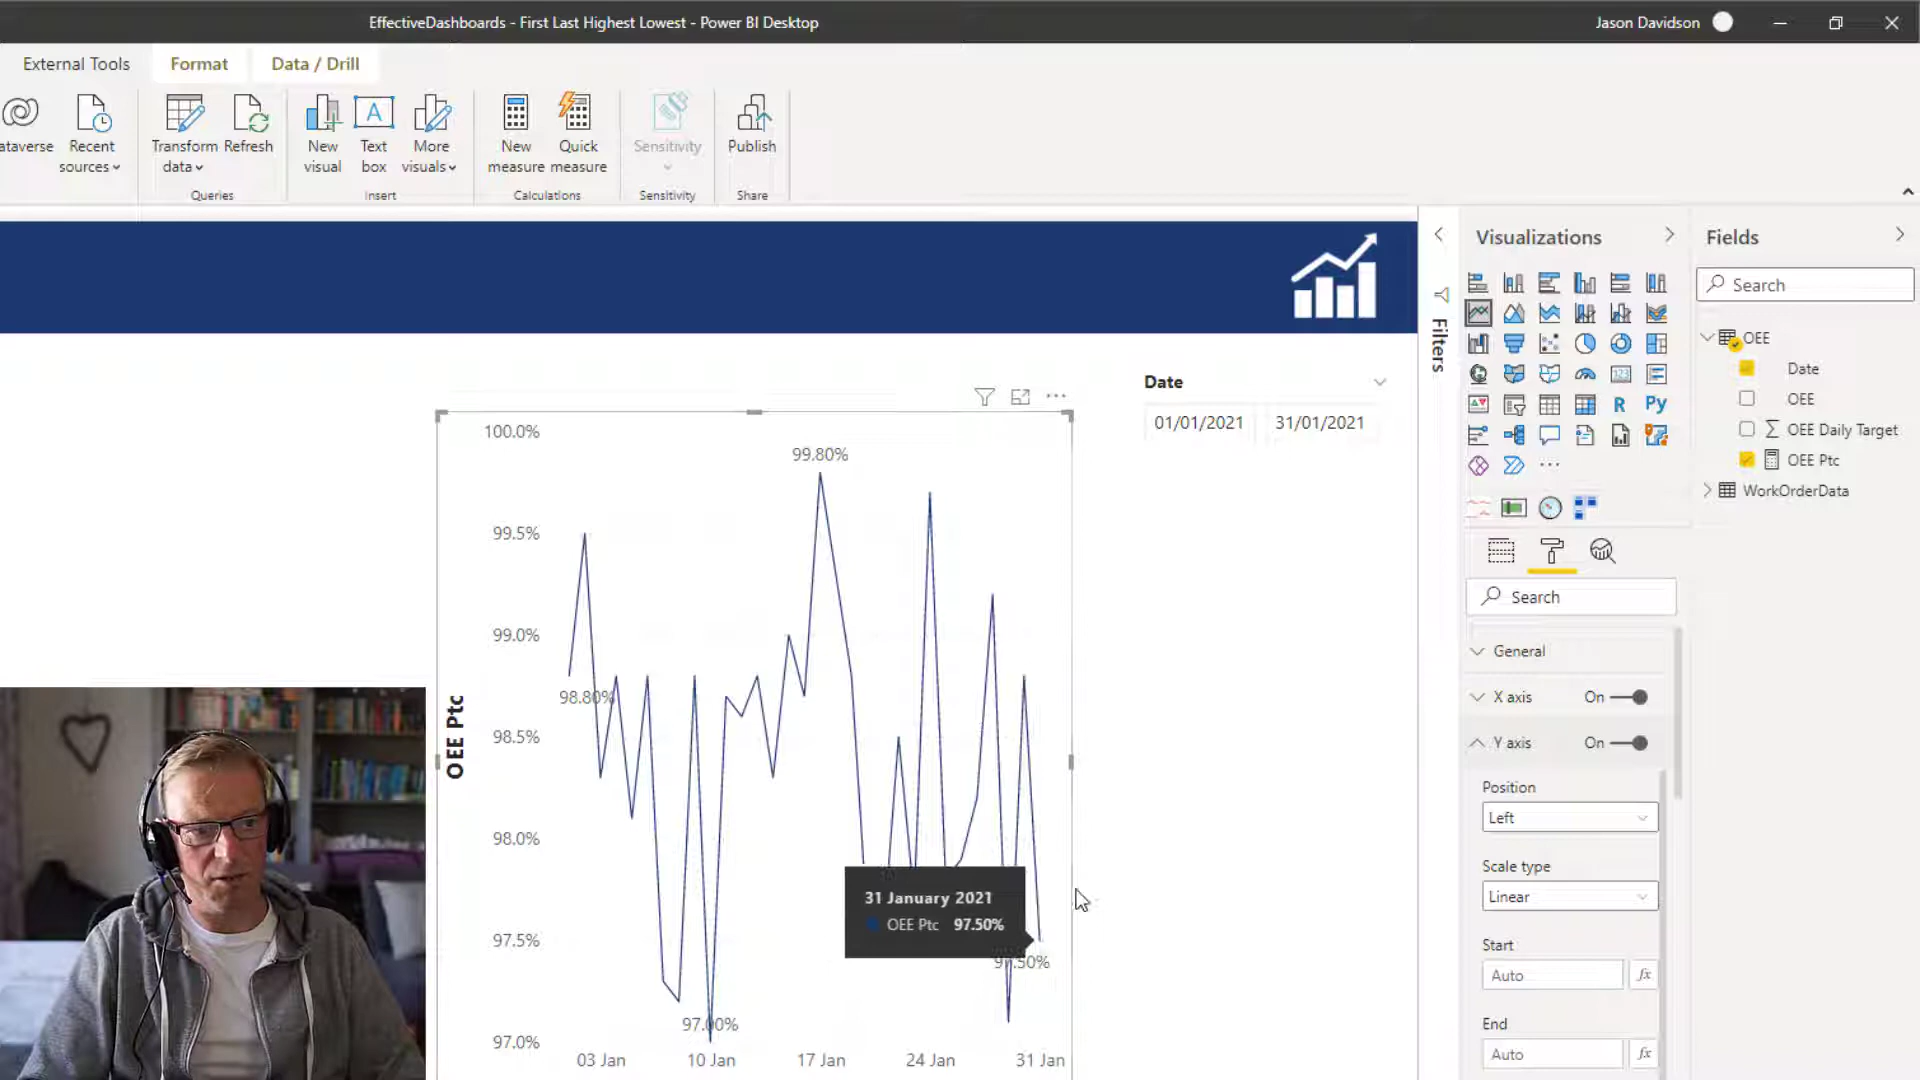 EffectiveDashboards - First Last Highest Lowest - Power BI Desktop
Jason Davidson
External Tools
Format
Data / Drill
ataverse
Recent
sources
Transform
data
Refresh
New
visual
Text
box
More
visuals
New
measure
Quick
measure
Sensitivity
Publish
Queries
Insert
Calculations
Sensitivity
Share
Visualizations
Fields
Search
Filters
OEE
Date
OEE
OEE Daily Target
OEE Ptc
WorkOrderData
R
Py
123
A
Date
01/01/2021
31/01/2021
100.0%
99.5%
99.0%
98.5%
98.0%
97.5%
97.0%
OEE Ptc
99.80%
98.80%
97.00%
97.50%
31 January 2021
OEE Ptc 97.50%
03 Jan
10 Jan
17 Jan
24 Jan
31 Jan
Search
General
X axis
On
Y axis
On
Position
Left
Scale type
Linear
Start
Auto
fx
End
Auto
fx